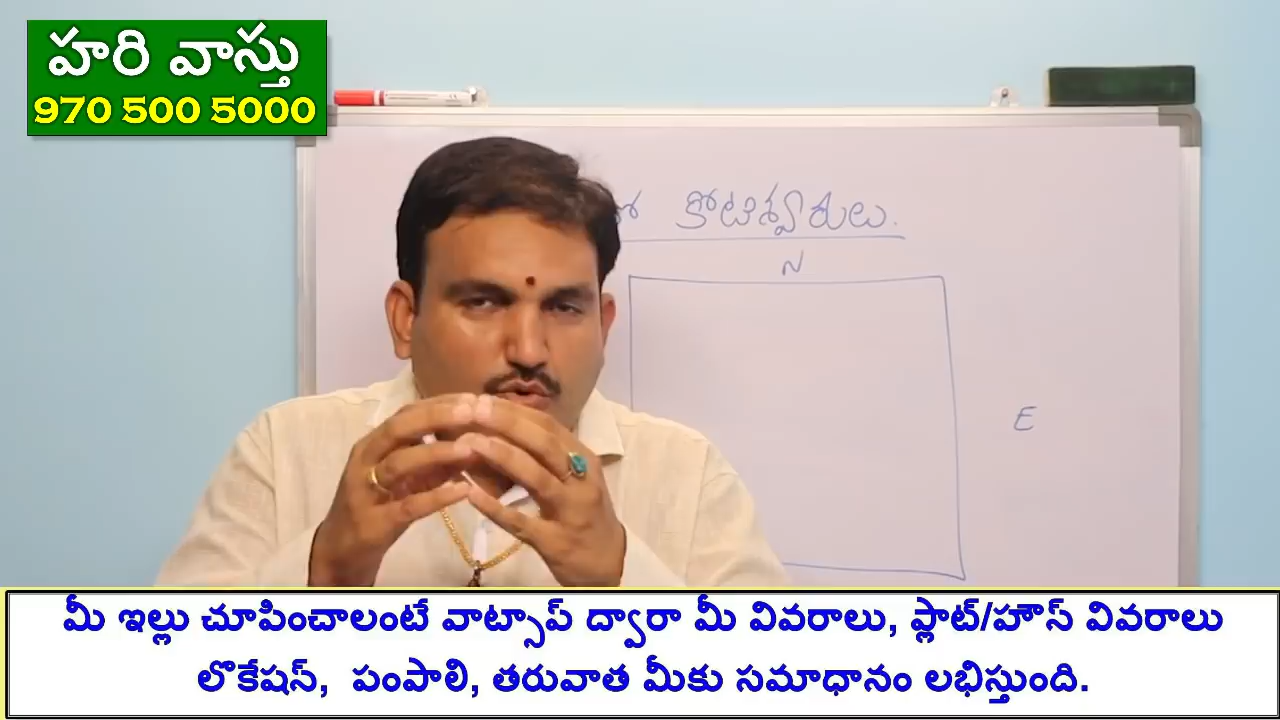 హరి వాస్తు
970 500 5000
కోటీశ్వరులు.
N
E
మీ ఇల్లు చూపించాలంటే వాట్సాప్ ద్వారా మీ వివరాలు, ప్లాట్/హౌస్ వివరాలు
లొకేషన్,  పంపాలి, తరువాత మీకు సమాధానం లభిస్తుంది.